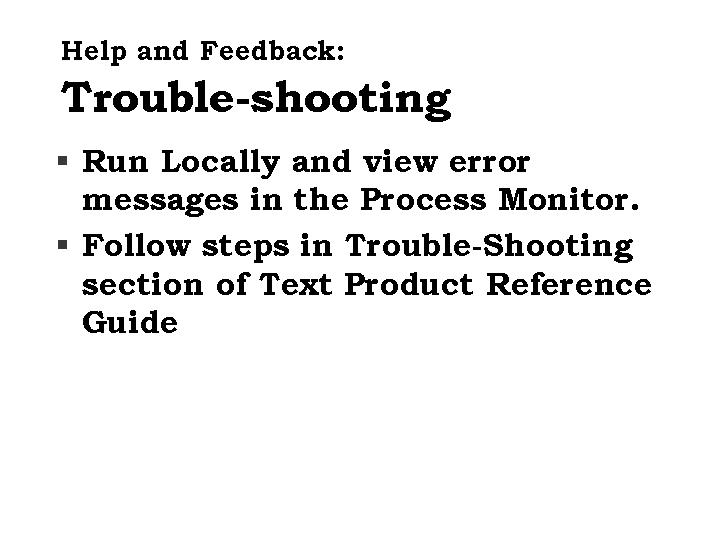 Help and Feedback:
Trouble-shooting
▪ Run Locally and view error
messages in the Process Monitor.
▪ Follow steps in Trouble-Shooting
section of Text Product Reference
Guide